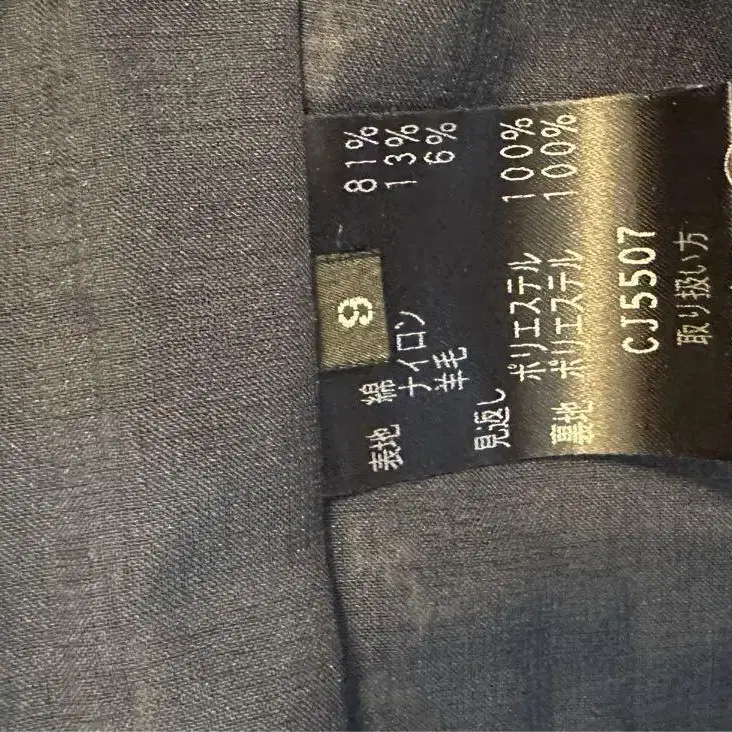 9
表地 綿 81%
ナイロン 13%
羊毛 6%
見返し ポリエステル 100%
裏地 ポリエステル 100%
CJ5507
取り扱い方